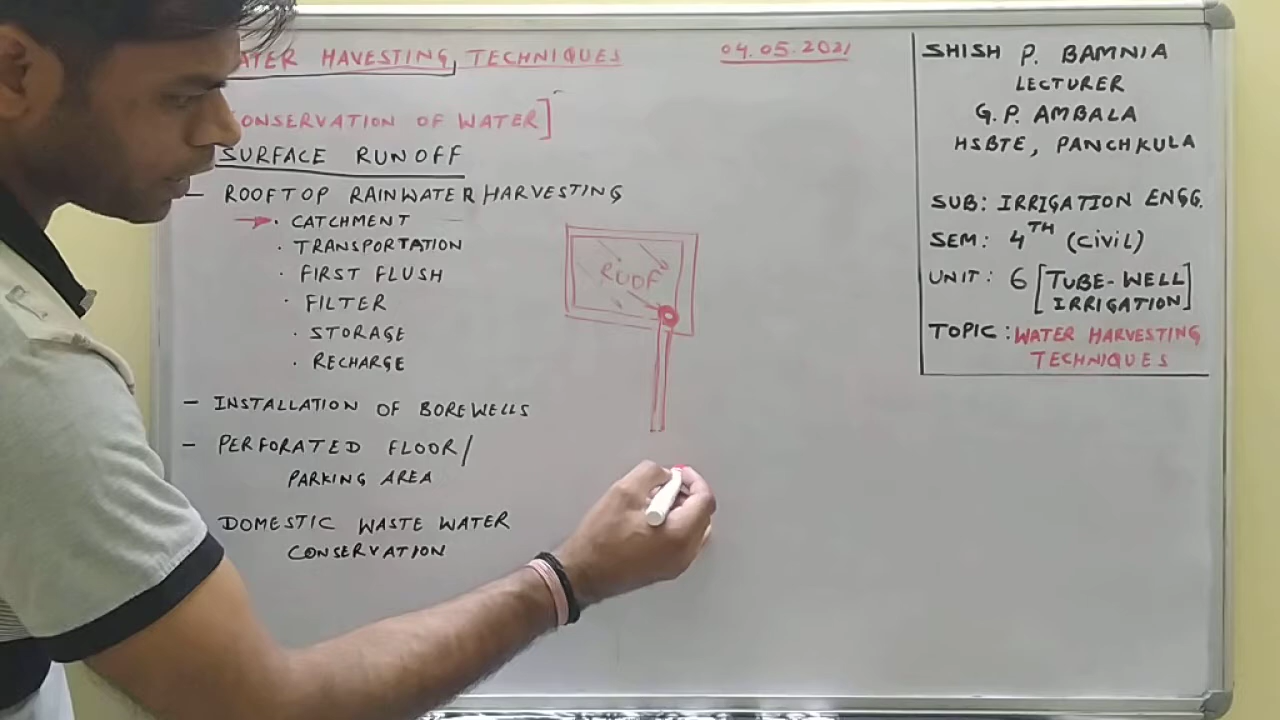 ATER HAVESTING TECHNIQUES
04.05.2021
ONSERVATION OF WATER]
SURFACE RUNOFF
- ROOFTOP RAINWATER HARVESTING
· CATCHMENT
· TRANSPORTATION
· FIRST FLUSH
· FILTER
· STORAGE
· RECHARGE
- INSTALLATION OF BOREWELLS
- PERFORATED FLOOR/
PARKING AREA
DOMESTIC WASTE WATER
CONSERVATION
ROOF
SHISH P. BAMNIA
LECTURER
G.P. AMBALA
HSBTE, PANCHKULA
SUB: IRRIGATION ENGG.
SEM: 4TH (CIVIL)
UNIT: 6 [TUBE-WELL
IRRIGATION]
TOPIC: WATER HARVESTING
TECHNIQUES